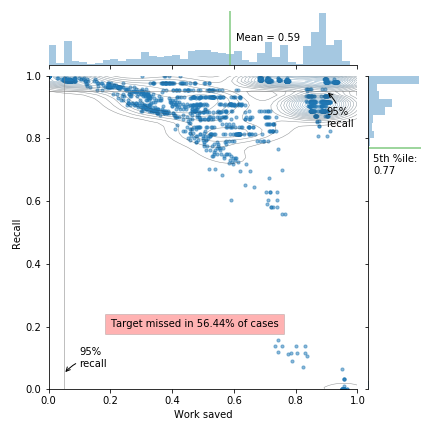 Mean = 0.59
1.0
0.8
0.6
0.4
0.2
0.0
Recall
95%
recall
5th %ile:
0.77
Target missed in 56.44% of cases
95%
recall
0.0
0.2
0.4
0.6
0.8
1.0
Work saved